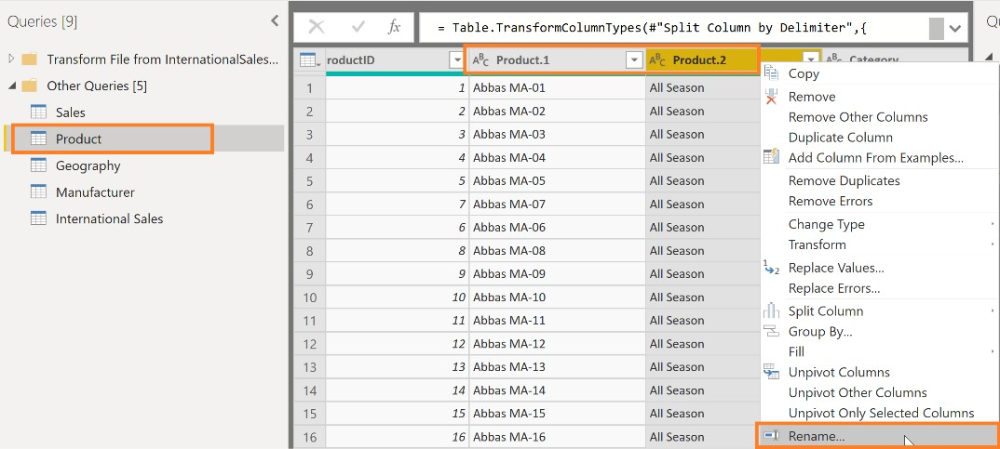 Queries [9]
Transform File from InternationalSales...
Other Queries [5]
Sales
Product
Geography
Manufacturer
International Sales
fx = Table.TransformColumnTypes(#"Split Column by Delimiter",{
roductID ABC Product.1 ABC Product.2 ABC Category
1 1 Abbas MA-01 All Season
2 2 Abbas MA-02 All Season
3 3 Abbas MA-03 All Season
4 4 Abbas MA-04 All Season
5 5 Abbas MA-05 All Season
6 7 Abbas MA-07 All Season
7 6 Abbas MA-06 All Season
8 8 Abbas MA-08 All Season
9 9 Abbas MA-09 All Season
10 10 Abbas MA-10 All Season
11 11 Abbas MA-11 All Season
12 12 Abbas MA-12 All Season
13 13 Abbas MA-13 All Season
14 14 Abbas MA-14 All Season
15 15 Abbas MA-15 All Season
16 16 Abbas MA-16 All Season
Copy
Remove
Remove Other Columns
Duplicate Column
Add Column From Examples...
Remove Duplicates
Remove Errors
Change Type
Transform
Replace Values...
Replace Errors...
Split Column
Group By...
Fill
Unpivot Columns
Unpivot Other Columns
Unpivot Only Selected Columns
Rename...